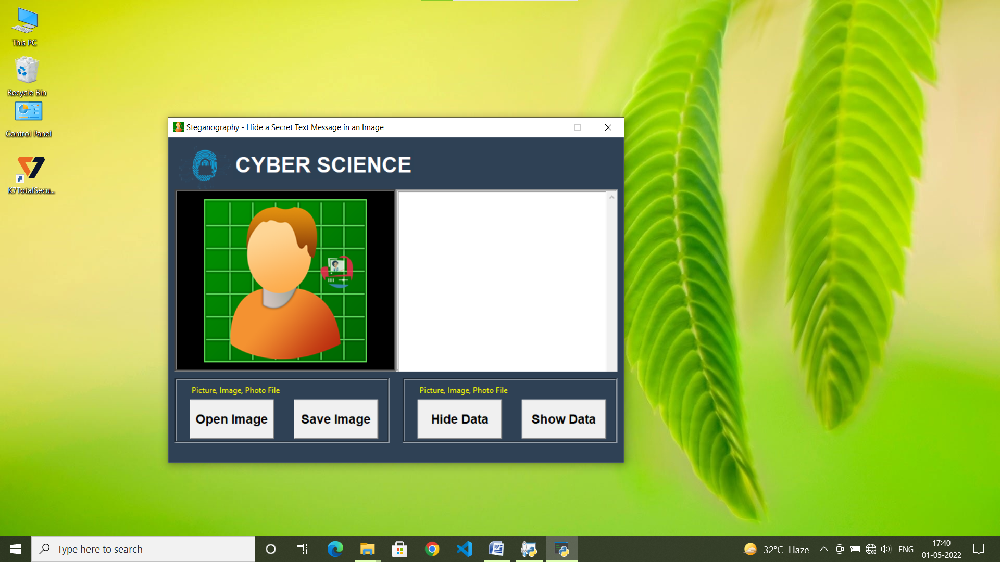 This PC
Recycle Bin
Control Panel
K7TotalSecu...
Steganography - Hide a Secret Text Message in an Image
CYBER SCIENCE
Picture, Image, Photo File
Open Image
Save Image
Picture, Image, Photo File
Hide Data
Show Data
Type here to search
32°C Haze
ENG
17:40
01-05-2022